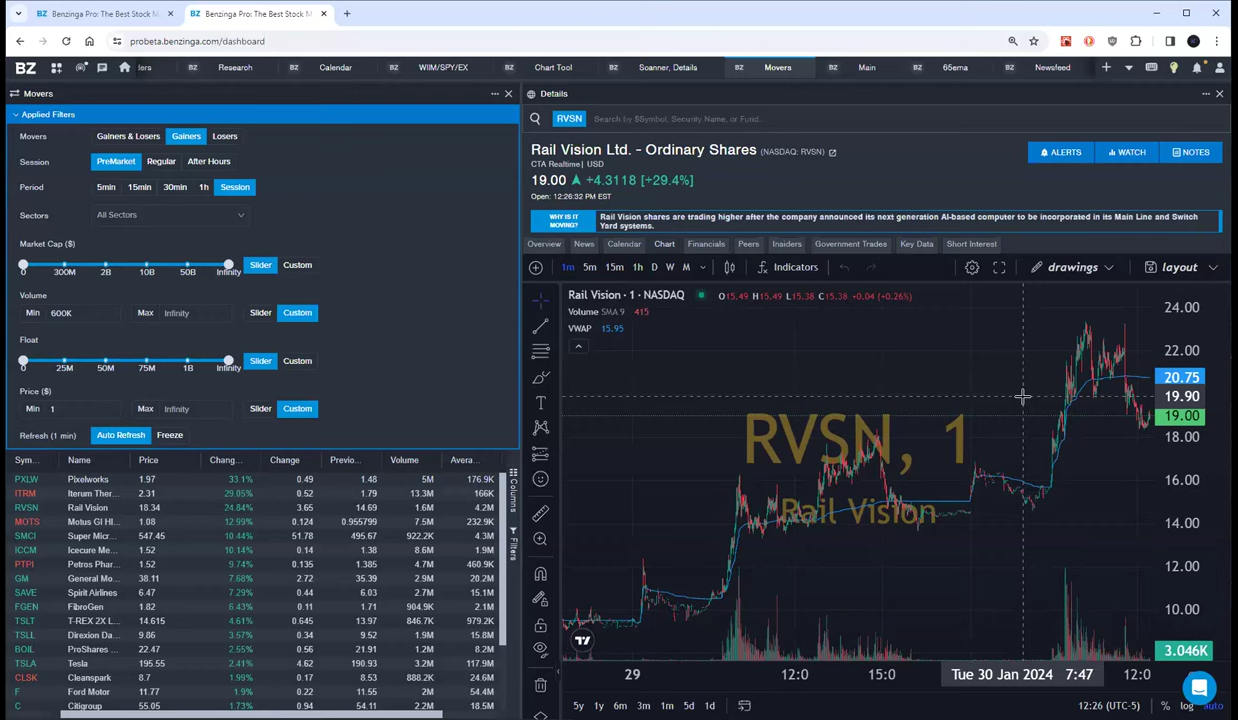 Benzinga Pro: The Best Stock M
Benzinga Pro: The Best Stock M
probeta.benzinga.com/dashboard
BZ
Research
BZ
Calendar
BZ
WIIM/SPY/EX
BZ
Chart Tool
BZ
Scanner, Details
BZ
Movers
BZ
Main
BZ
65ema
BZ
Newsfeed
Movers
Applied Filters
Movers
Gainers & Losers
Gainers
Losers
Session
PreMarket
Regular
After Hours
Period
5min
15min
30min
1h
Session
Sectors
All Sectors
Market Cap ($)
0
300M
2B
10B
50B
Infinity
Slider
Custom
Volume
Min
600K
Max
Infinity
Slider
Custom
Float
0
25M
50M
75M
1B
Infinity
Slider
Custom
Price ($)
Min
1
Max
Infinity
Slider
Custom
Refresh (1 min)
Auto Refresh
Freeze
Sym... Name Price Chang... Change Previo... Volume Avera...
PXLW Pixelworks 1.97 33.1% 0.49 1.48 5M 176.9K
ITRM Iterum Ther... 2.31 29.05% 0.52 1.79 13.3M 166K
RVSN Rail Vision 18.34 24.84% 3.65 14.69 1.6M 4.2M
MOTS Motus GI Hl... 1.08 12.99% 0.124 0.955799 7.5M 232.9K
SMCI Super Micr... 547.45 10.14% 51.78 495.67 922.2K 4.3M
ICCM Icecure Me... 1.52 10.14% 0.14 1.38 8.6M 1.9M
PTPI Petros Phar... 1.52 9.74% 0.135 1.385 4.7M 460.9K
GM General Mo... 38.11 7.68% 2.72 35.39 2.9M 20.2M
SAVE Spirit Airlines 6.47 7.29% 0.44 6.03 1.7M 15.1M
FGEN FibroGen 1.82 6.43% 0.11 1.71 904.9K 2.1M
TSLT T-REX 2X L... 14.615 4.61% 0.645 13.97 846.7K 979.2K
TSLL Direxion Da... 9.86 3.57% 0.34 9.52 1.9M 15.8M
BOIL ProShares ... 22.47 2.56% 0.56 21.91 1.2M 8.2M
TSLA Tesla 195.55 2.41% 4.62 190.93 3.2M 117.9M
CLSK Cleanspark 8.7 1.99% 0.17 8.53 888.2K 24.6M
F Ford Motor 11.77 1.9% 0.22 11.55 2M 54.4M
C Citigroup 55.05 1.73% 0.94 54.11 2.2M 18.5M
Columns
Filters
Details
RVSN
Search by $Symbol, Security Name, or Fund..
Rail Vision Ltd. - Ordinary Shares (NASDAQ: RVSN)
CTA Realtime | USD
19.00 +4.3118 [+29.4%]
Open: 12:26:32 PM EST
ALERTS
WATCH
NOTES
WHY IS IT
MOVING?
Rail Vision shares are trading higher after the company announced its next generation AI-based computer to be incorporated in its Main Line and Switch
Yard systems.
Overview
News
Calendar
Chart
Financials
Peers
Insiders
Government Trades
Key Data
Short Interest
1m 5m 15m 1h D W M
Indicators
drawings
layout
Rail Vision · 1 · NASDAQ O15.49 H15.49 L15.38 C15.38 +0.04 (+0.26%)
Volume SMA 9 415
VWAP 15.95
RVSN, 1
Rail Vision
24.00
22.00
20.75
19.90
19.00
18.00
16.00
14.00
12.00
10.00
3.046K
29
12:00
15:0
Tue 30 Jan 2024 7:47
12:0
5y 1y 6m 3m 1m 5d 1d
12:26 (UTC-5)
% log auto